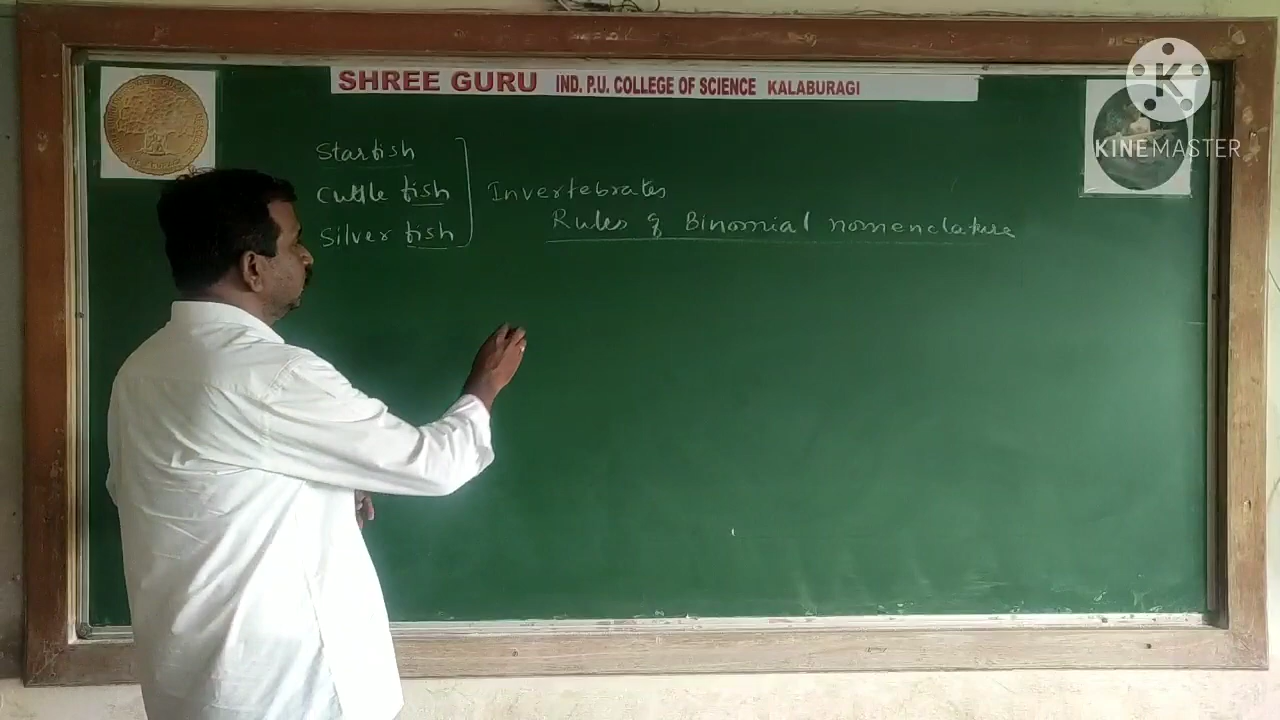 SHREE GURU IND. P.U. COLLEGE OF SCIENCE KALABURAGI
K
KINEMASTER
Starfish
Cuttle fish
Silver fish
Invertebrates
Rules of Binomial nomenclature